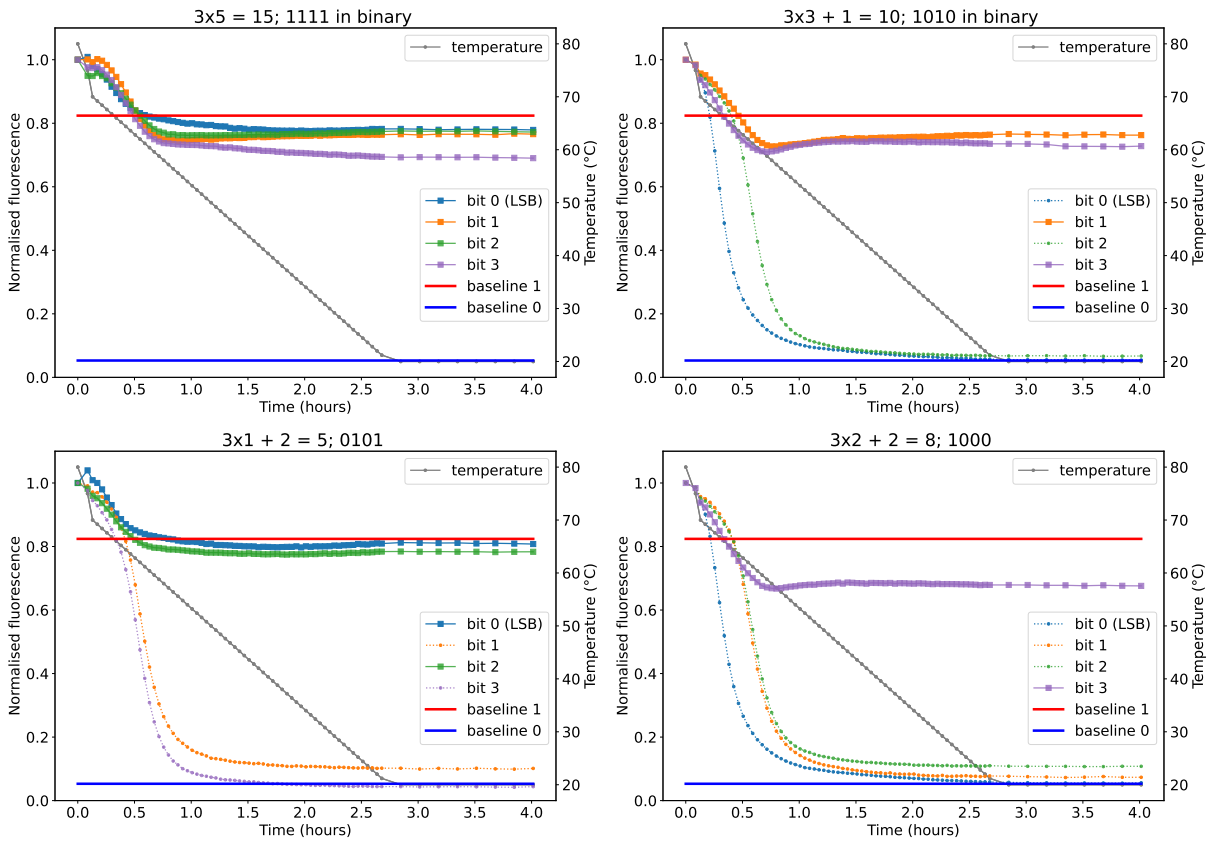 3x5 = 15; 1111 in binary
temperature
1.0
0.8
0.6
0.4
0.2
0.0
Normalised fluorescence
80
70
60
50
40
30
20
Temperature (°C)
bit 0 (LSB)
bit 1
bit 2
bit 3
baseline 1
baseline 0
0.0 0.5 1.0 1.5 2.0 2.5 3.0 3.5 4.0
Time (hours)
3x3 + 1 = 10; 1010 in binary
temperature
1.0
0.8
0.6
0.4
0.2
0.0
Normalised fluorescence
80
70
60
50
40
30
20
Temperature (°C)
bit 0 (LSB)
bit 1
bit 2
bit 3
baseline 1
baseline 0
0.0 0.5 1.0 1.5 2.0 2.5 3.0 3.5 4.0
Time (hours)
3x1 + 2 = 5; 0101
temperature
1.0
0.8
0.6
0.4
0.2
0.0
Normalised fluorescence
80
70
60
50
40
30
20
Temperature (°C)
bit 0 (LSB)
bit 1
bit 2
bit 3
baseline 1
baseline 0
0.0 0.5 1.0 1.5 2.0 2.5 3.0 3.5 4.0
Time (hours)
3x2 + 2 = 8; 1000
temperature
1.0
0.8
0.6
0.4
0.2
0.0
Normalised fluorescence
80
70
60
50
40
30
20
Temperature (°C)
bit 0 (LSB)
bit 1
bit 2
bit 3
baseline 1
baseline 0
0.0 0.5 1.0 1.5 2.0 2.5 3.0 3.5 4.0
Time (hours)